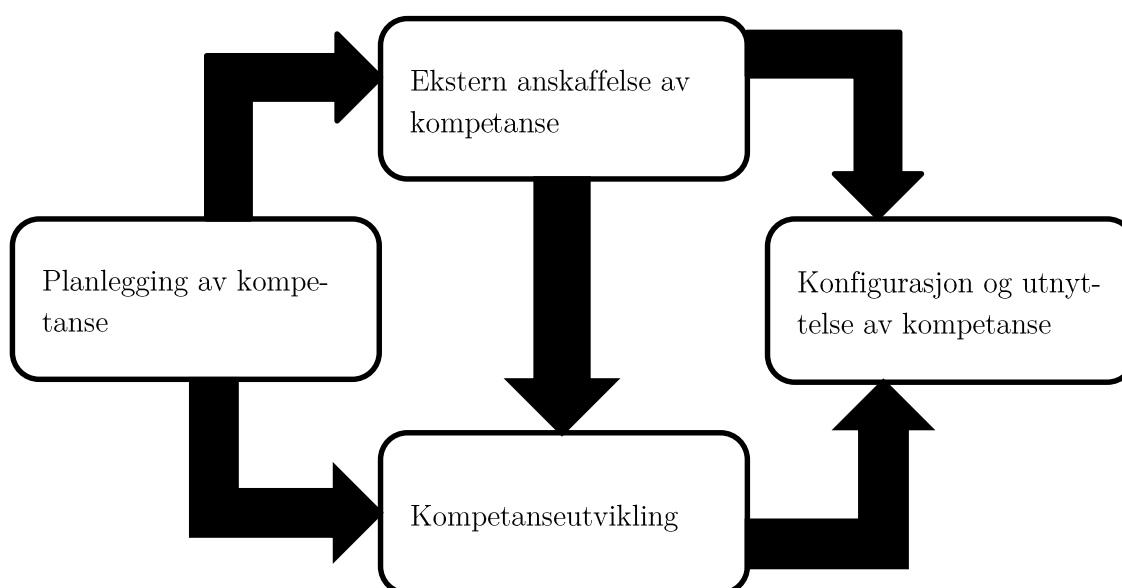 Ekstern anskaffelse av
kompetanse
Planlegging av kompe-
tanse
Konfigurasjon og utnyt-
telse av kompetanse
Kompetanseutvikling